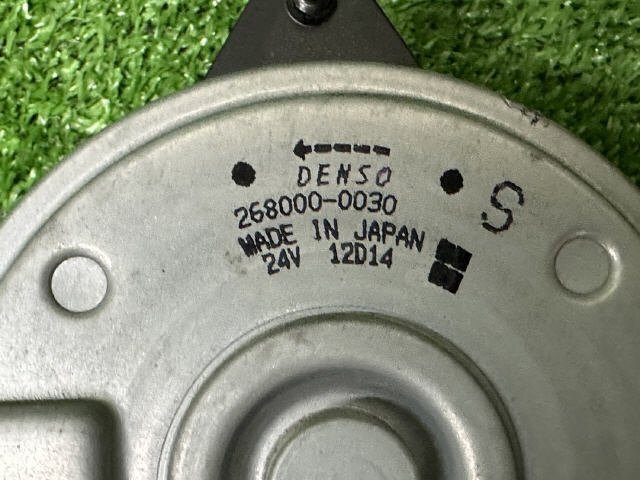 DENSO
268000-0030
S
MADE IN JAPAN
24V 12D14